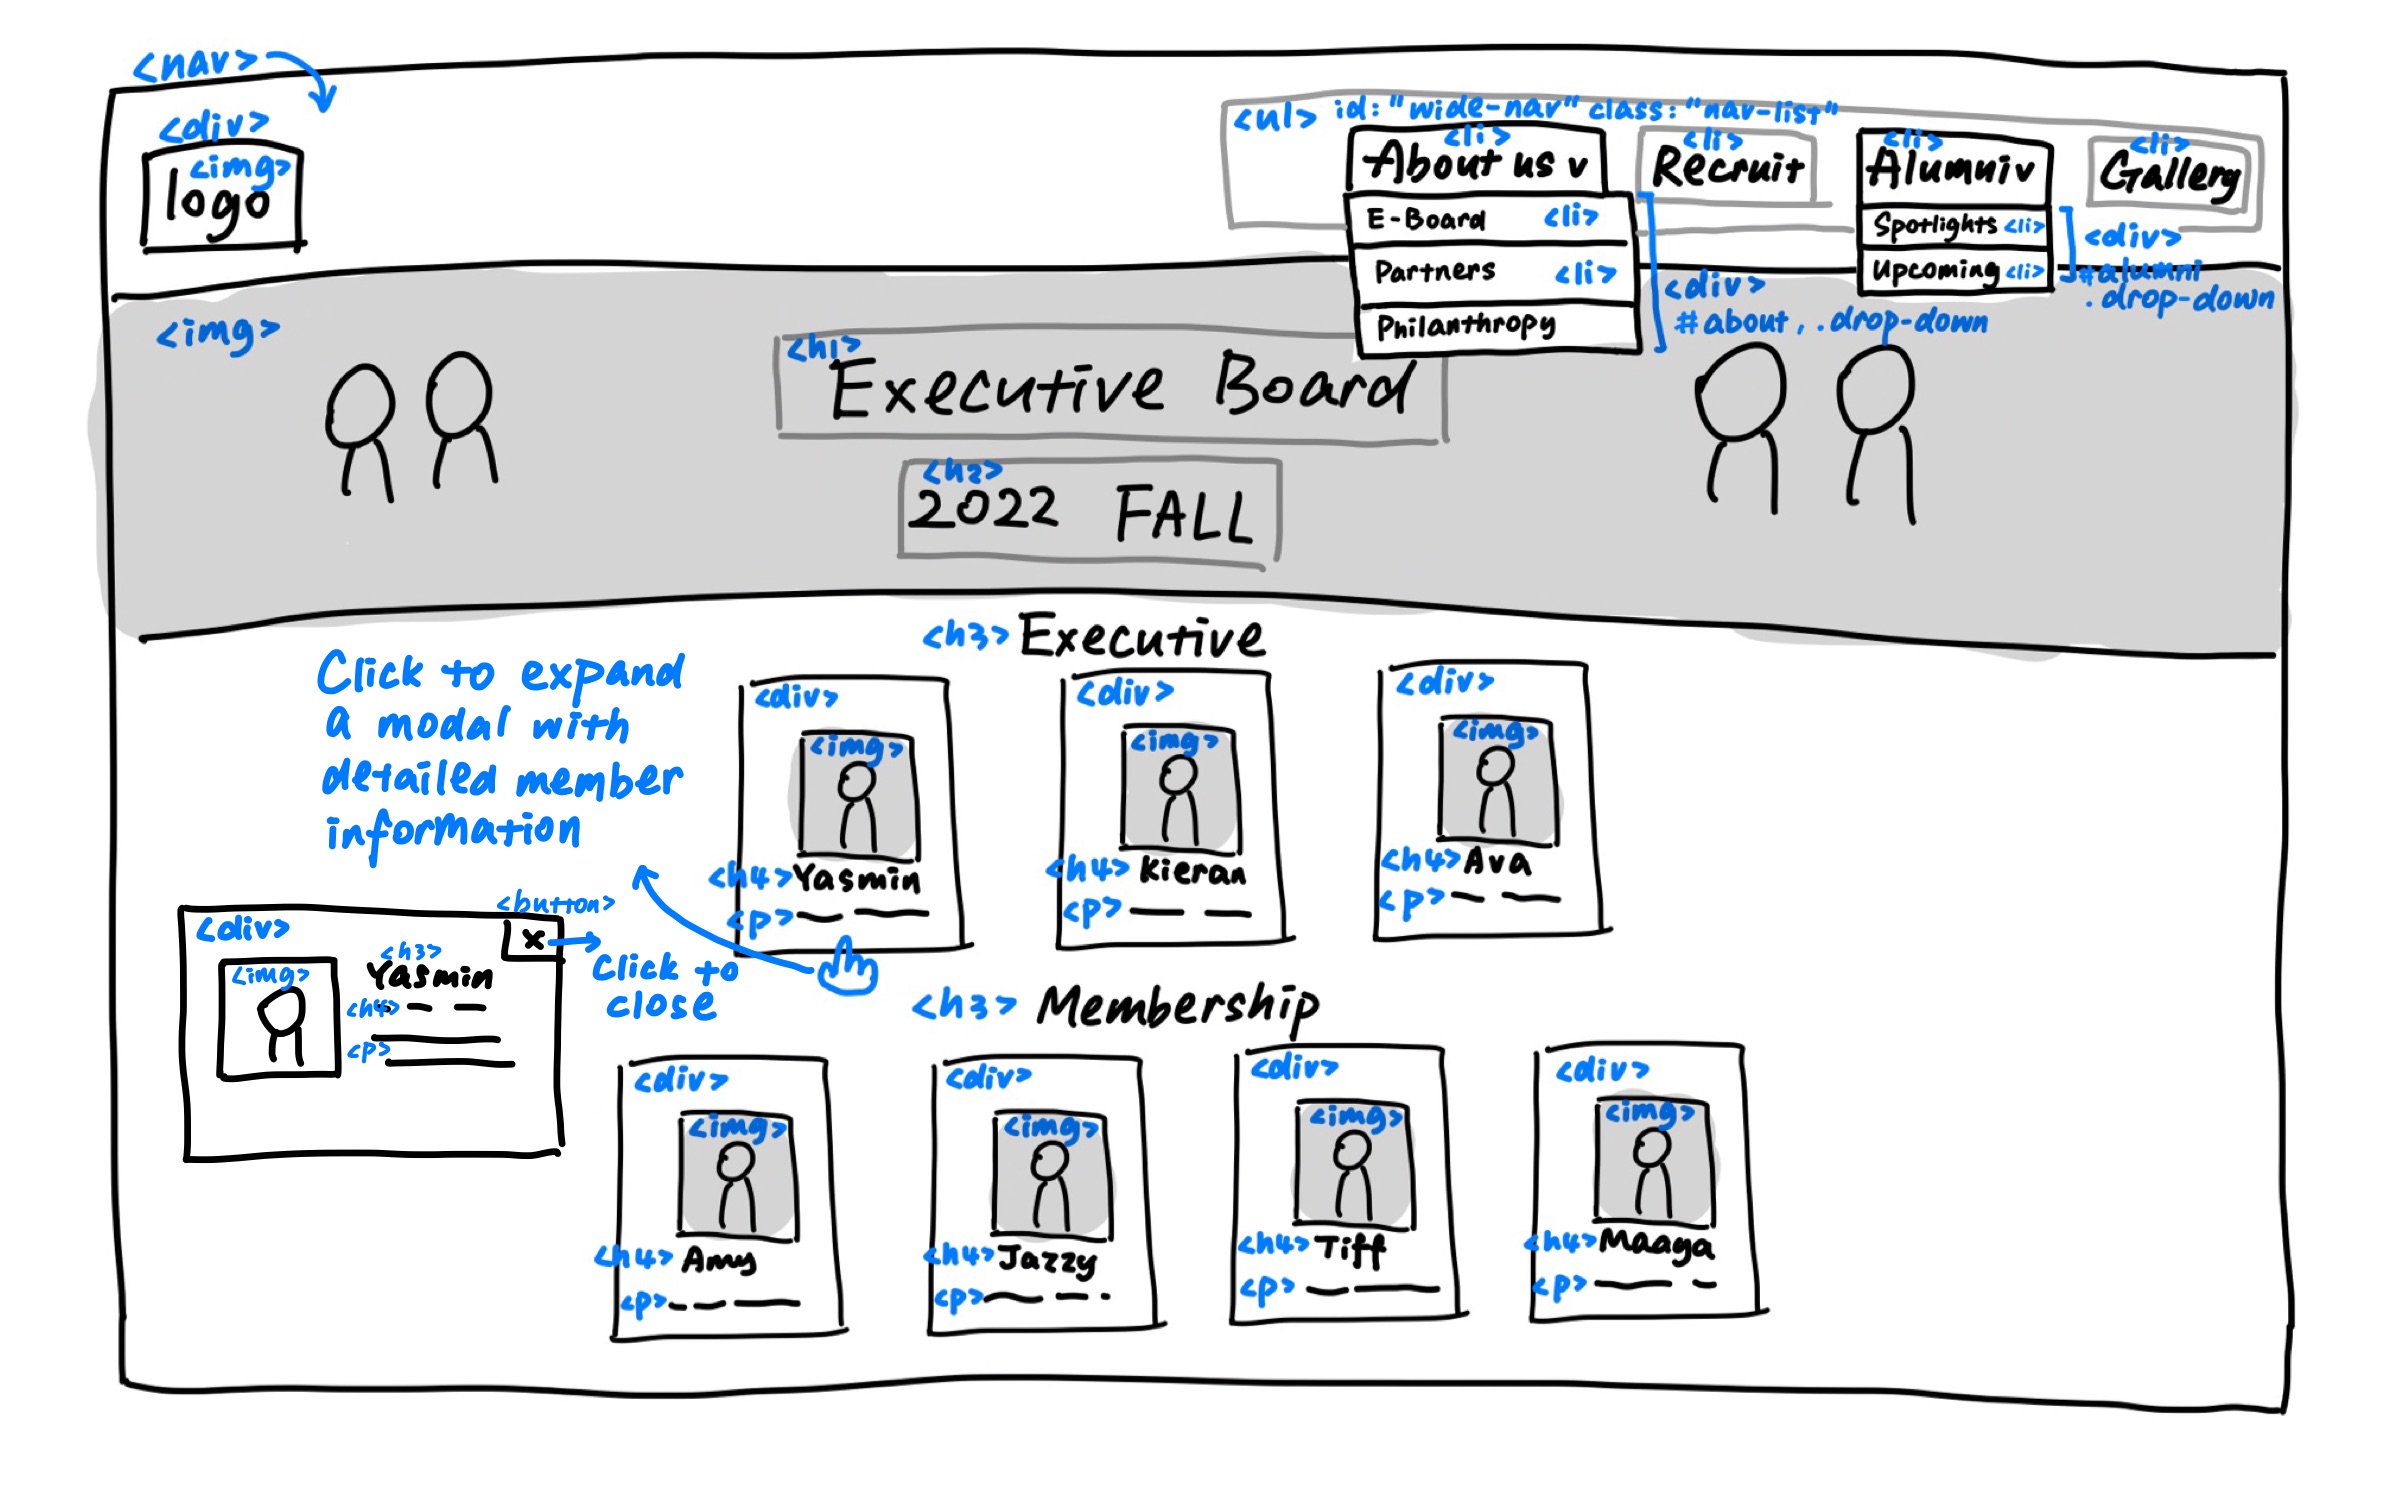 <nav>
<div>
<img>
logo
<ul> id: "wide-nav" class: "nav-list"
<li>
About us v
<li>
Recruit
<li>
Alumni v
<li>
Gallery
E-Board <li>
Partners <li>
Philanthropy
<div>
#about, .drop-down
Spotlights <li>
Upcoming <li>
<div>
#alumni
.drop-down
<img>
<h1>
Executive Board
<h2>
2022 FALL
<h3> Executive
Click to expand
a modal with
detailed member
information
<div>
<img>
<h4> Yasmin
<p>
<div>
<img>
<h4> Kieran
<p>
<div>
<img>
<h4> Ava
<p>
<button>
<div>
x
<img>
<h3>
Yasmin
<h4>
<p>
Click to
close
<h3> Membership
<div>
<img>
<h4> Amy
<p>
<div>
<img>
<h4> Jazzy
<p>
<div>
<img>
<h4> Tiff
<p>
<div>
<img>
<h4> Maaya
<p>